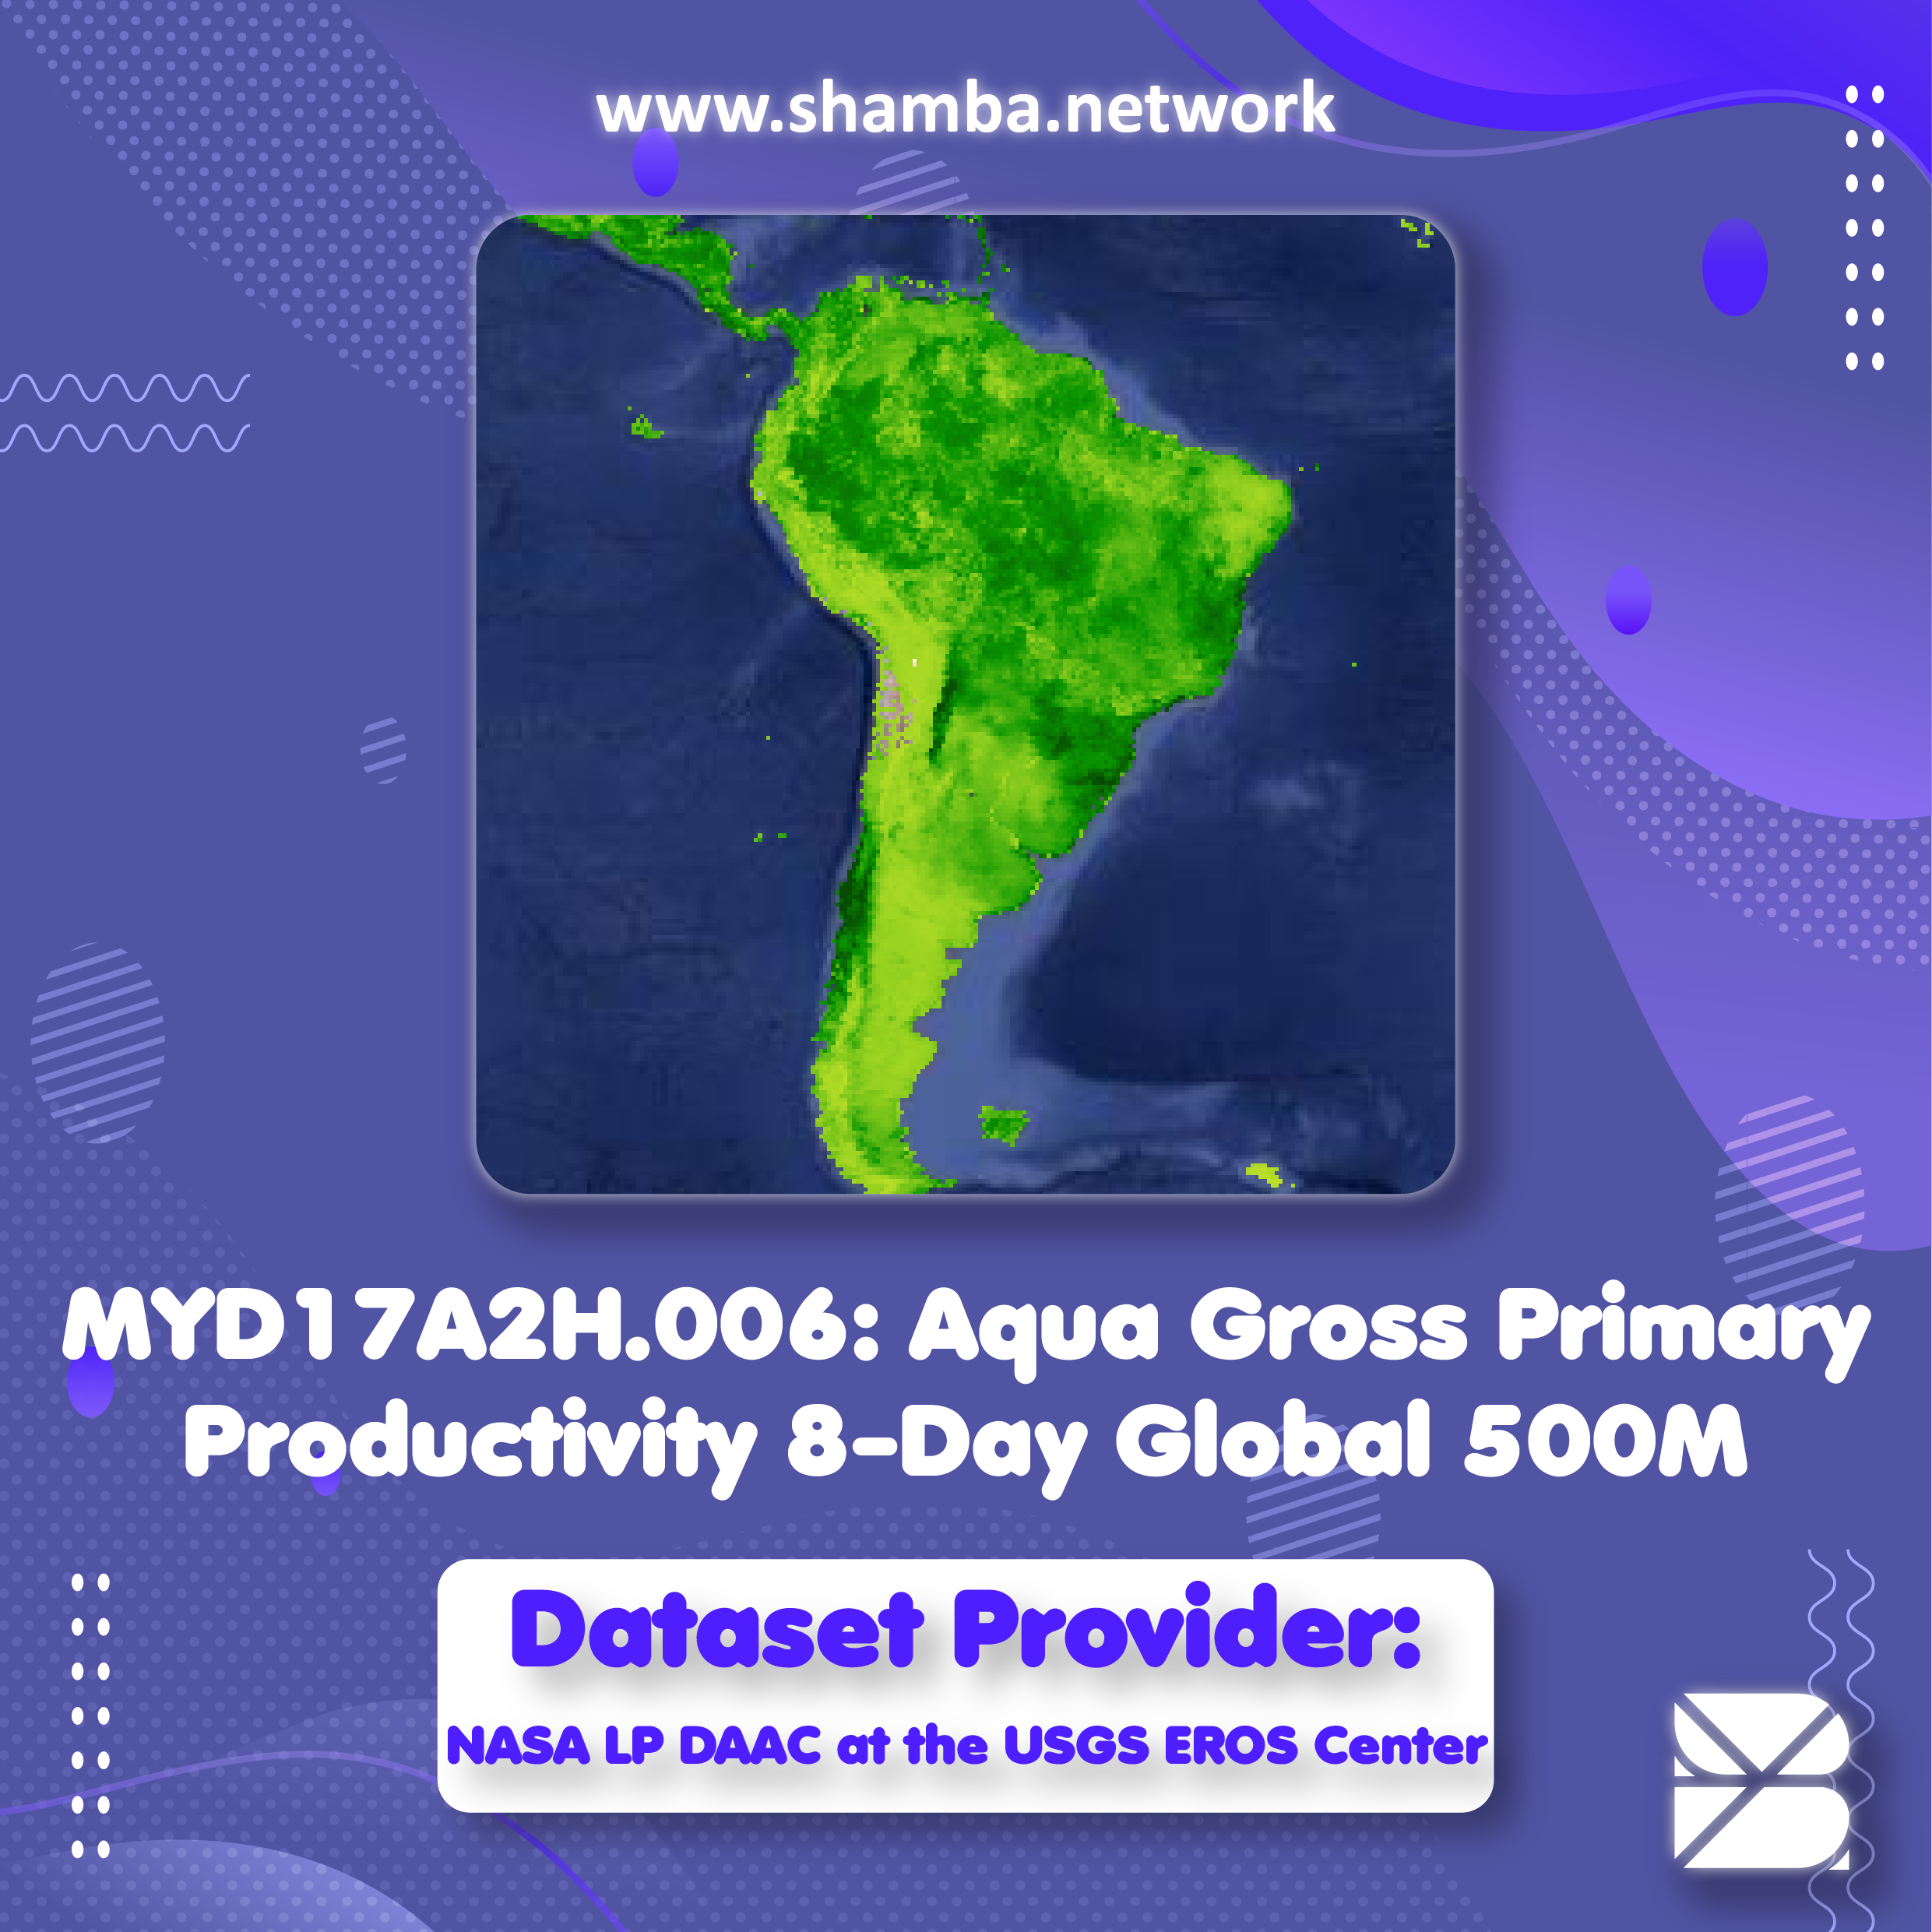 www.shamba.network
MYD17A2H.006: Aqua Gross Primary
Productivity 8-Day Global 500M
Dataset Provider:
NASA LP DAAC at the USGS EROS Center